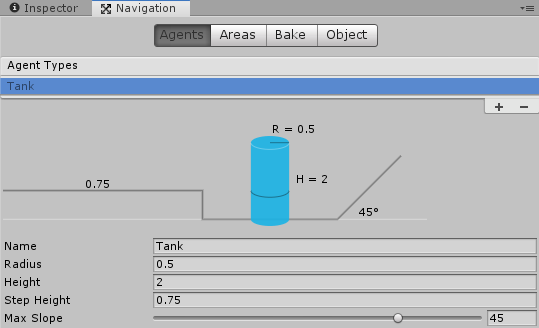 Inspector Navigation
Agents Areas Bake Object
Agent Types
Tank
R = 0.5
H = 2
0.75
45°
Name Tank
Radius 0.5
Height 2
Step Height 0.75
Max Slope 45